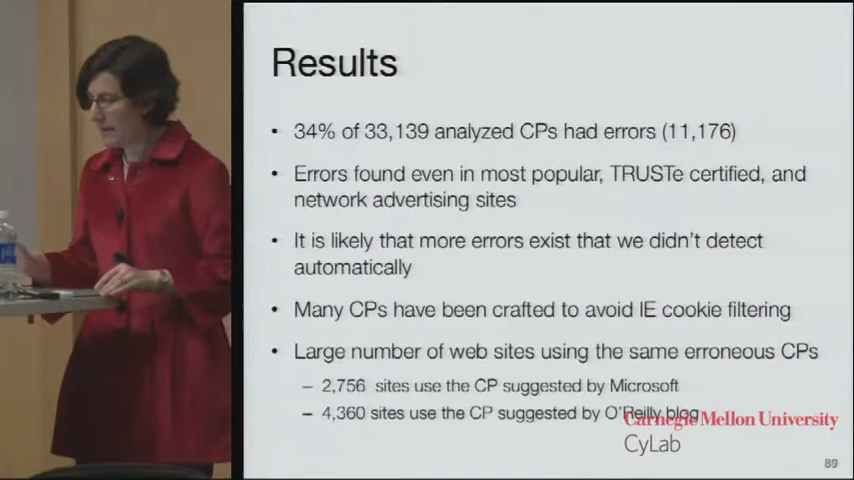 Results
• 34% of 33,139 analyzed CPs had errors (11,176)
• Errors found even in most popular, TRUSTe certified, and
network advertising sites
• It is likely that more errors exist that we didn't detect
automatically
• Many CPs have been crafted to avoid IE cookie filtering
• Large number of web sites using the same erroneous CPs
– 2,756 sites use the CP suggested by Microsoft
– 4,360 sites use the CP suggested by O'Reilly blog
Carnegie Mellon University
CyLab
89